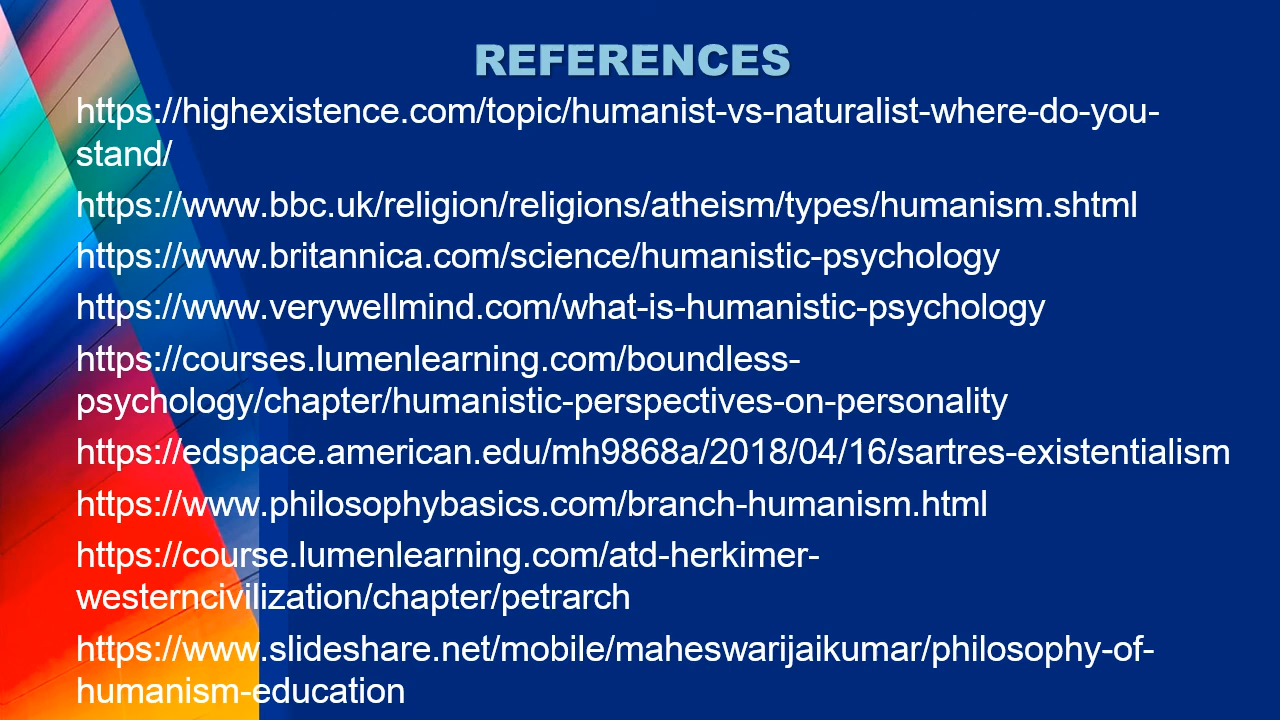 REFERENCES
https://highexistence.com/topic/humanist-vs-naturalist-where-do-you-
stand/
https://www.bbc.uk/religion/religions/atheism/types/humanism.shtml
https://www.britannica.com/science/humanistic-psychology
https://www.verywellmind.com/what-is-humanistic-psychology
https://courses.lumenlearning.com/boundless-
psychology/chapter/humanistic-perspectives-on-personality
https://edspace.american.edu/mh9868a/2018/04/16/sartres-existentialism
https://www.philosophybasics.com/branch-humanism.html
https://course.lumenlearning.com/atd-herkimer-
westerncivilization/chapter/petrarch
https://www.slideshare.net/mobile/maheswarijaikumar/philosophy-of-
humanism-education